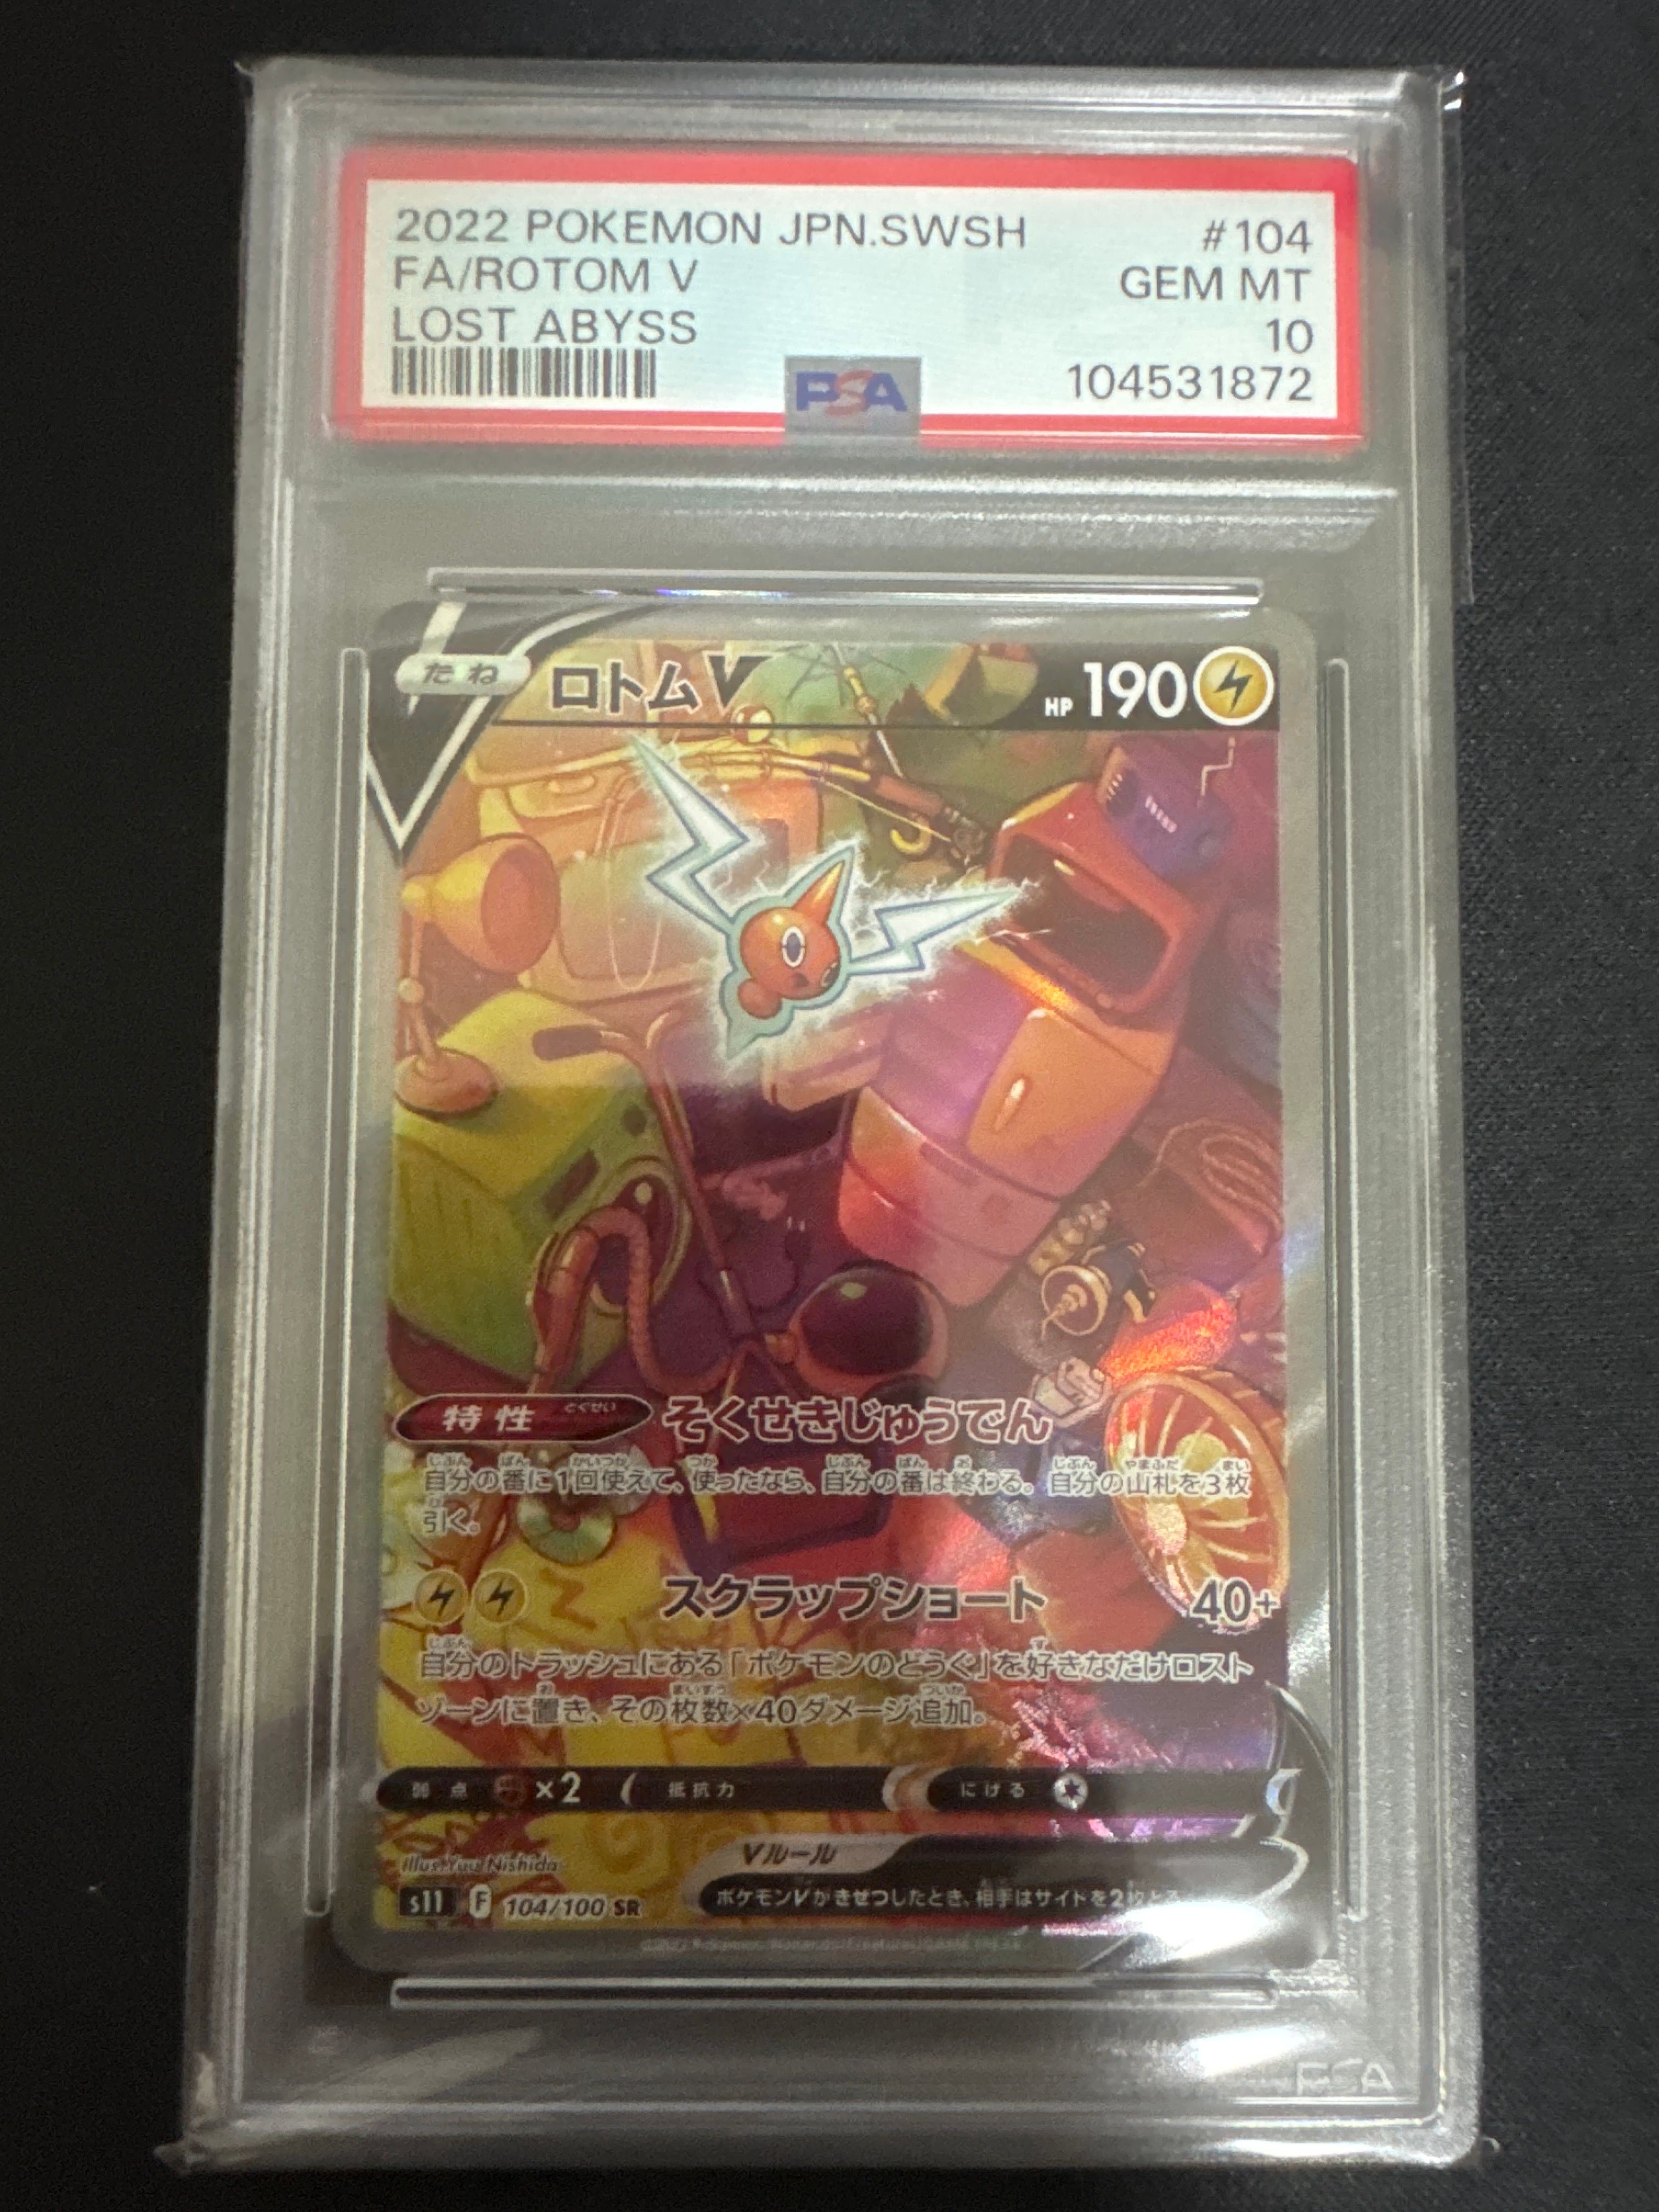 2022 POKEMON JPN.SWSH #104
FA/ROTOM V GEM MT
LOST ABYSS 10
PSA 104531872
たね ロトムV HP 190
特性 とくせい そくせきじゅうでん
自分の番に1回使えて、使ったなら、自分の番は終わる。自分の山札を3枚
引く。
スクラップショート 40+
自分のトラッシュにある「ポケモンのどうぐ」を好きなだけロスト
ゾーンに置き、その枚数×40ダメージ追加。
弱点 ×2 抵抗力 にげる
Vルール
Illus. Yuu Nishida
s11 F 104/100 SR ポケモンVがきぜつしたとき、相手はサイドを2枚とる
PSA